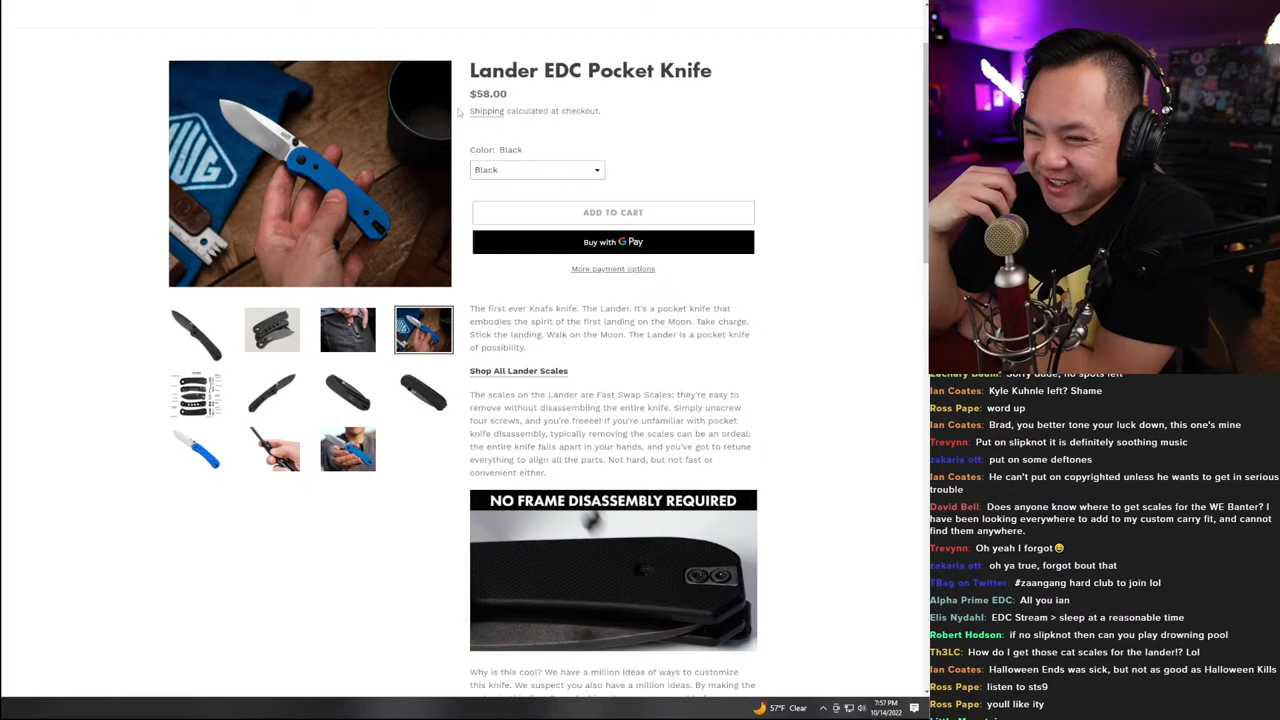 Lander EDC Pocket Knife
$58.00
Shipping calculated at checkout.
Color: Black
Black
ADD TO CART
Buy with G Pay
More payment options
The first ever Knafs knife. The Lander. It's a pocket knife that
embodies the spirit of the first landing on the Moon. Take charge.
Stick the landing. Walk on the Moon. The Lander is a pocket knife
of possibility.
Shop All Lander Scales
The scales on the Lander are Fast Swap Scales: they're easy to
remove without disassembling the entire knife. Simply unscrew
four screws, and you're freeee! If you're unfamiliar with pocket
knife disassembly, typically removing the scales can be an ordeal:
the entire knife falls apart in your hands, and you've got to retune
everything to align all the parts. Not hard, but not fast or
convenient either.
NO FRAME DISASSEMBLY REQUIRED
Why is this cool? We have a million ideas of ways to customize
this knife. We suspect you also have a million ideas. By making the
Zachary Baum: Sorry dude, no spots left
Ian Coates: Kyle Kuhnle left? Shame
Ross Pape: word up
Ian Coates: Brad, you better tone your luck down, this one's mine
Trevynn: Put on slipknot it is definitely soothing music
zakaria ott: put on some deftones
Ian Coates: He can't put on copyrighted unless he wants to get in serious
trouble
David Bell: Does anyone know where to get scales for the WE Banter? I
have been looking everywhere to add to my custom carry fit, and cannot
find them anywhere.
Trevynn: Oh yeah I forgot😅
zakaria ott: oh ya true, forgot bout that
TBag on Twitter: #zaangang hard club to join lol
Alpha Prime EDC: All you ian
Elis Nydahl: EDC Stream > sleep at a reasonable time
Robert Hodson: if no slipknot then can you play drowning pool
Th3LC: How do I get those cat scales for the lander!? Lol
Ian Coates: Halloween Ends was sick, but not as good as Halloween Kills
Ross Pape: listen to sts9
Ross Pape: youll like ity
57°F Clear
7:57 PM
10/14/2022